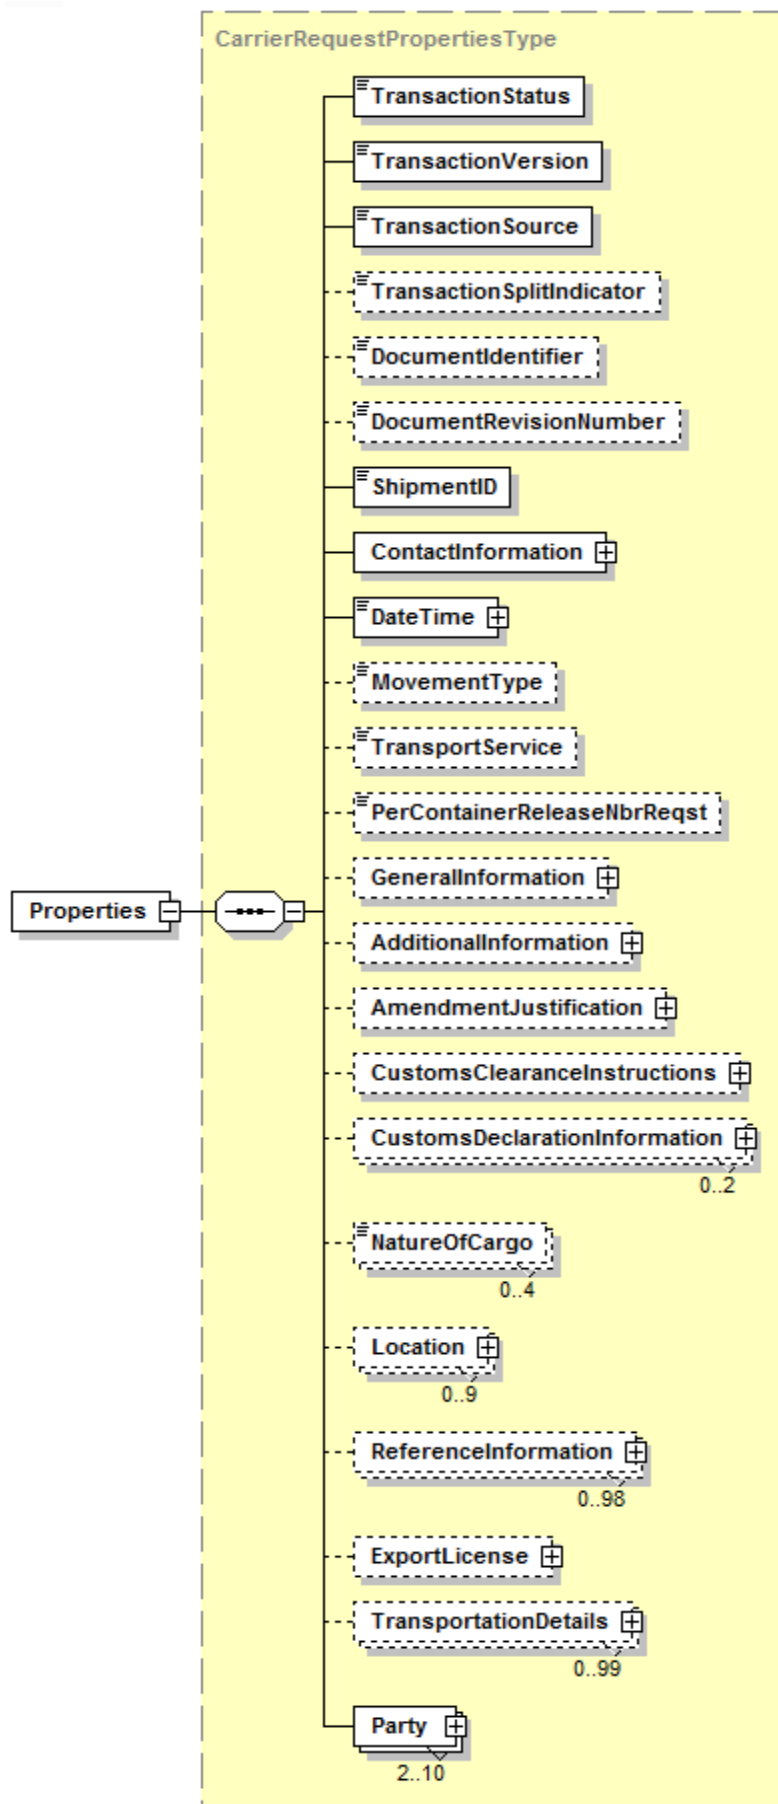 CarrierRequestPropertiesType
TransactionStatus
TransactionVersion
TransactionSource
TransactionSplitIndicator
DocumentIdentifier
DocumentRevisionNumber
ShipmentID
ContactInformation
DateTime
MovementType
TransportService
PerContainerReleaseNbrReqst
GeneralInformation
Properties
AdditionalInformation
AmendmentJustification
CustomsClearanceInstructions
CustomsDeclarationInformation
0..2
NatureOfCargo
0..4
Location
0..9
ReferenceInformation
0..98
ExportLicense
TransportationDetails
0..99
Party
2..10